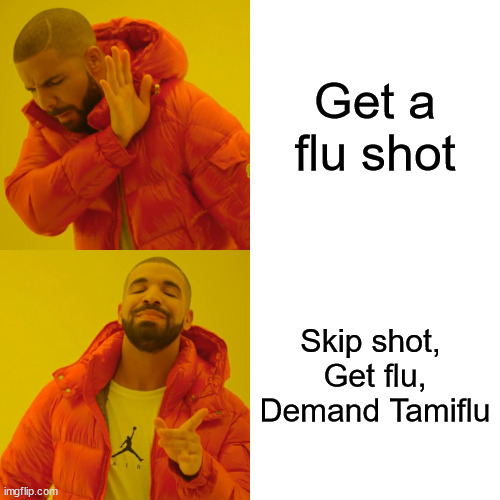 Get a
flu shot
Skip shot,
Get flu,
Demand Tamiflu
imgflip.com